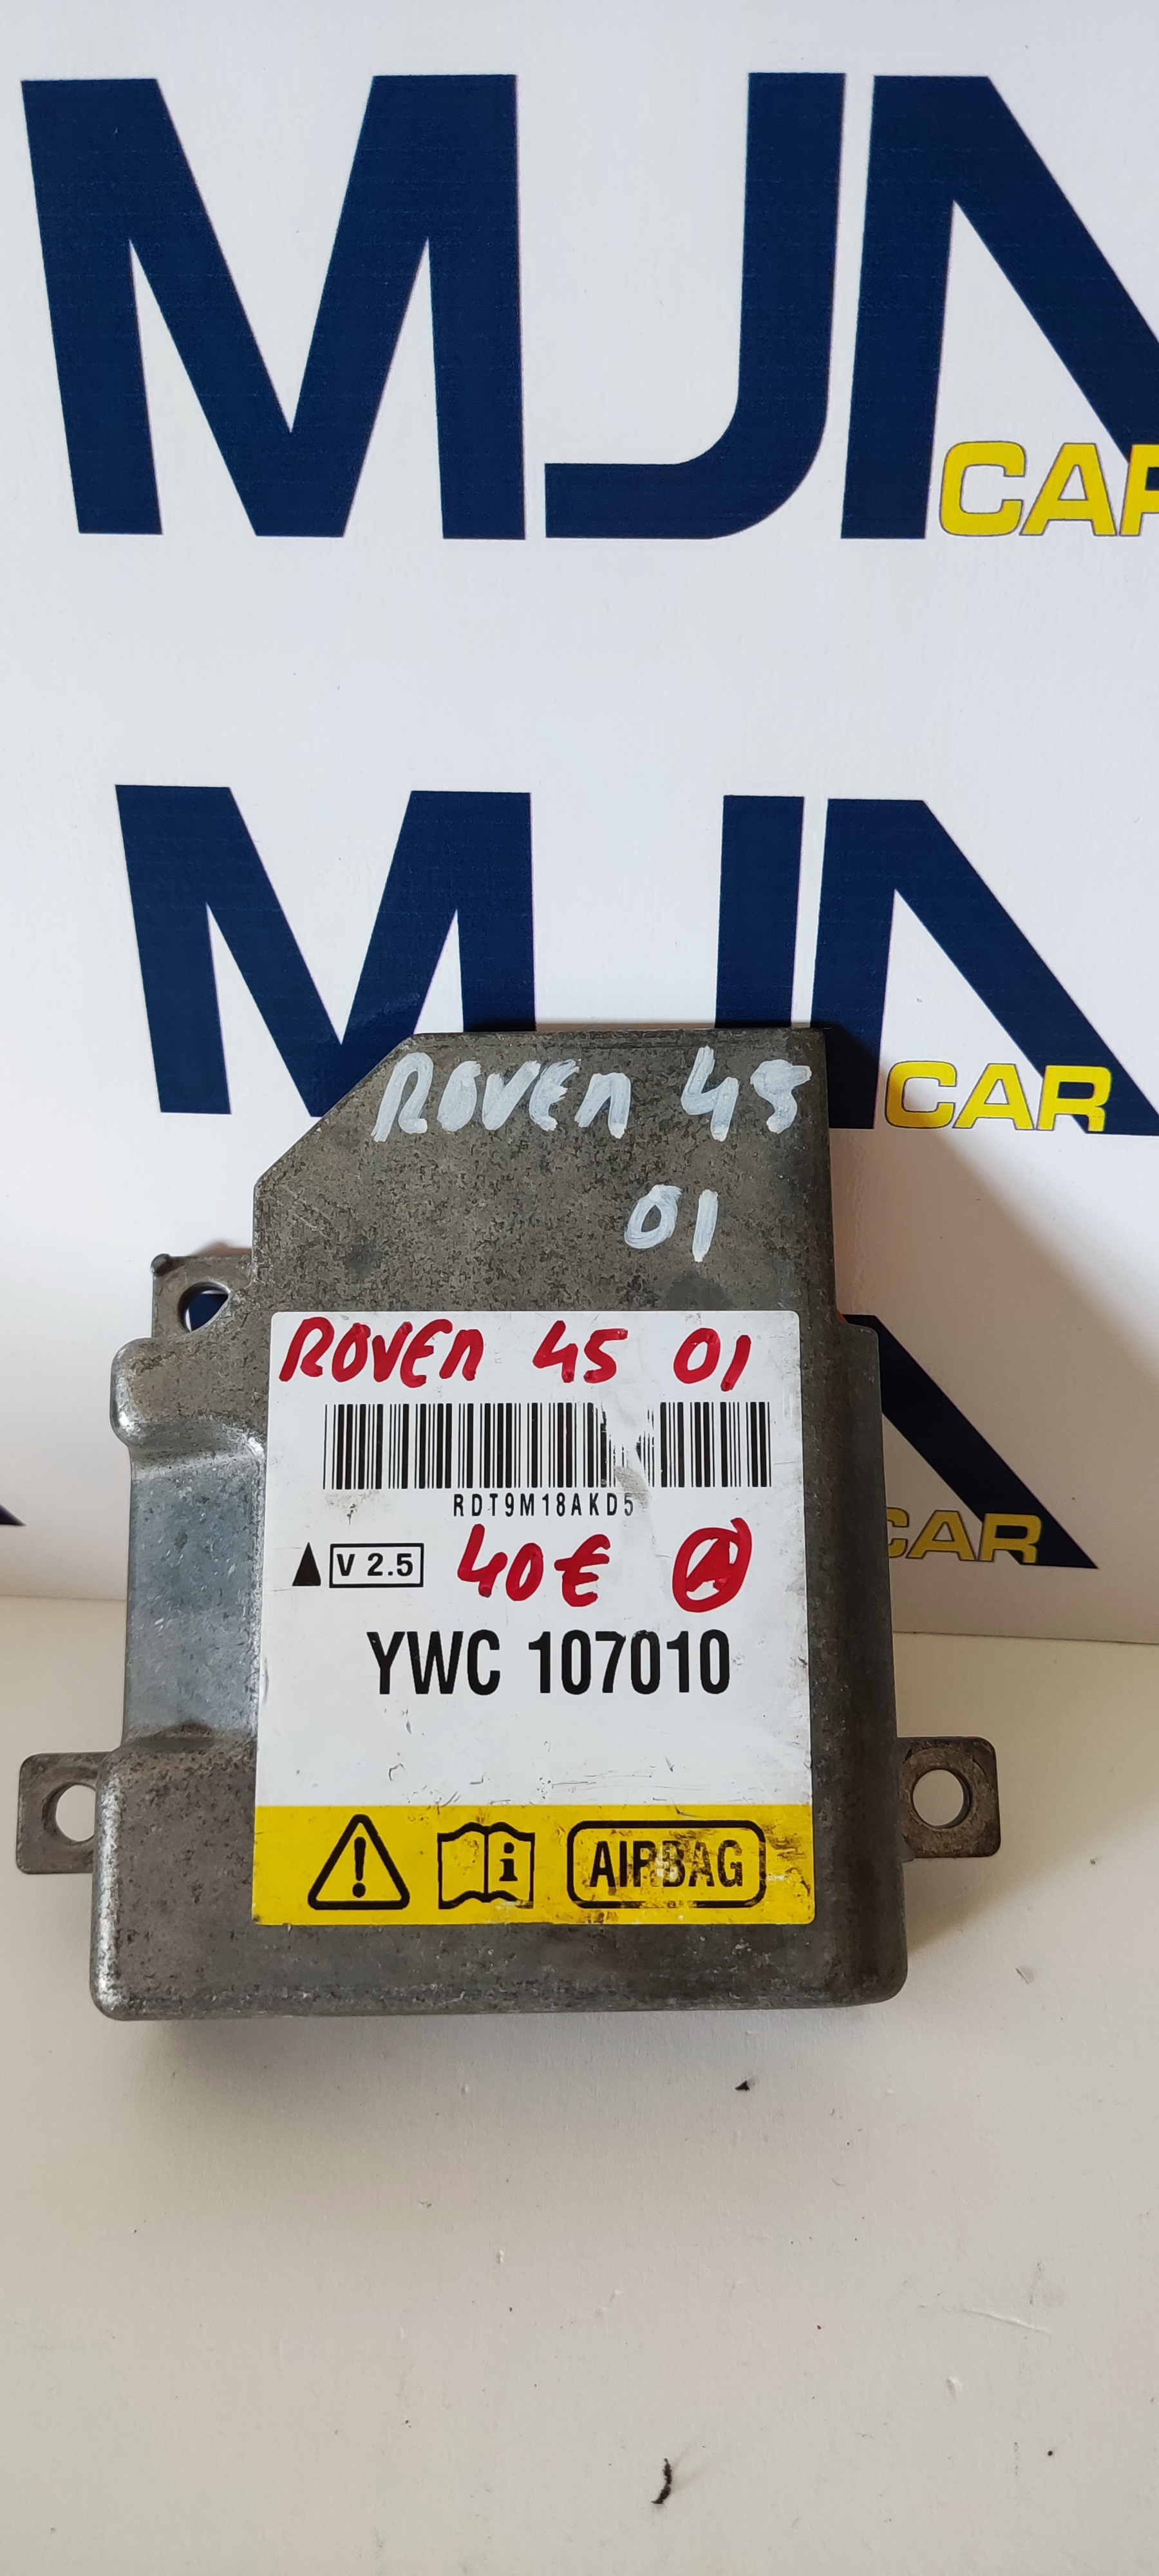 MJA
CAR
MJA
CAR
ROVER 45
01
ROVER 45 01
RDT9M18AKD5
V 2.5 40€ A
YWC 107010
CAR
AIRBAG